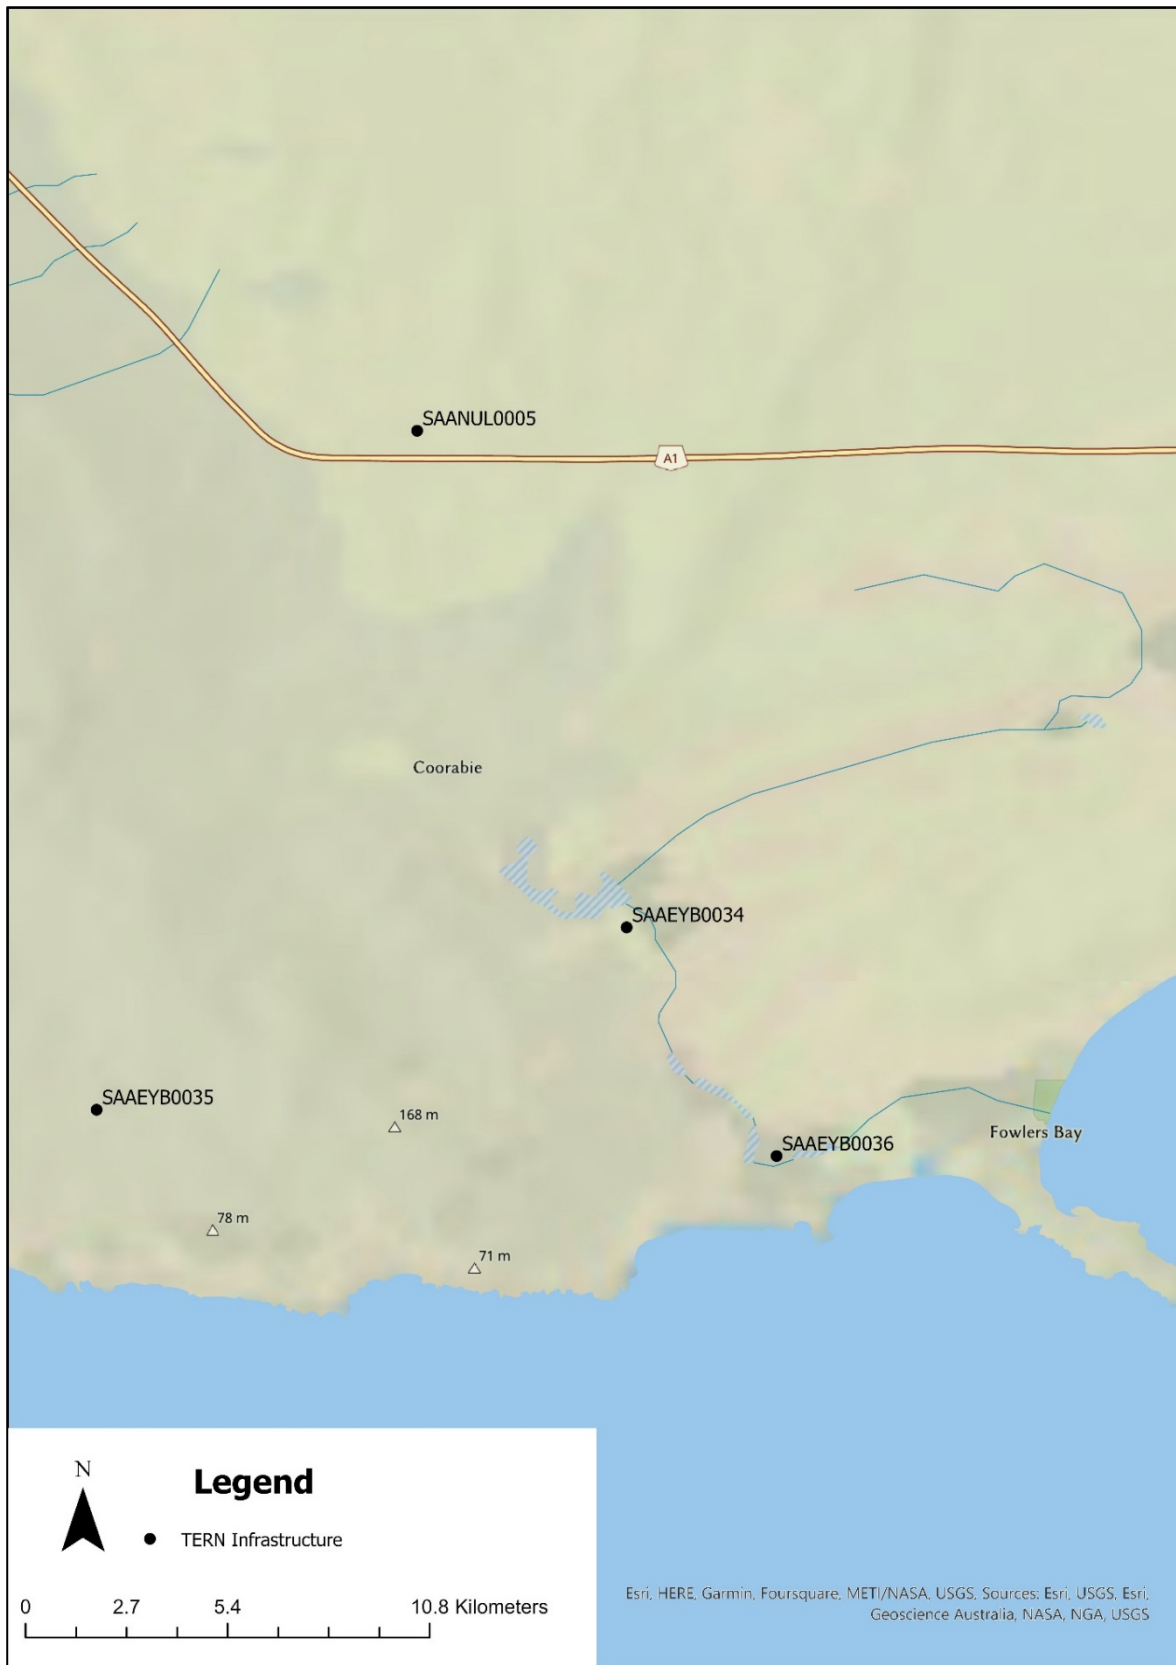 SAANUL0005
A1
Coorabie
SAAEYB0034
SAAEYB0035
168 m
SAAEYB0036
Fowlers Bay
78 m
71 m
N
Legend
TERN Infrastructure
0 2.7 5.4 10.8 Kilometers
Esri, HERE, Garmin, Foursquare, METI/NASA, USGS, Sources: Esri, USGS, Esri,
Geoscience Australia, NASA, NGA, USGS